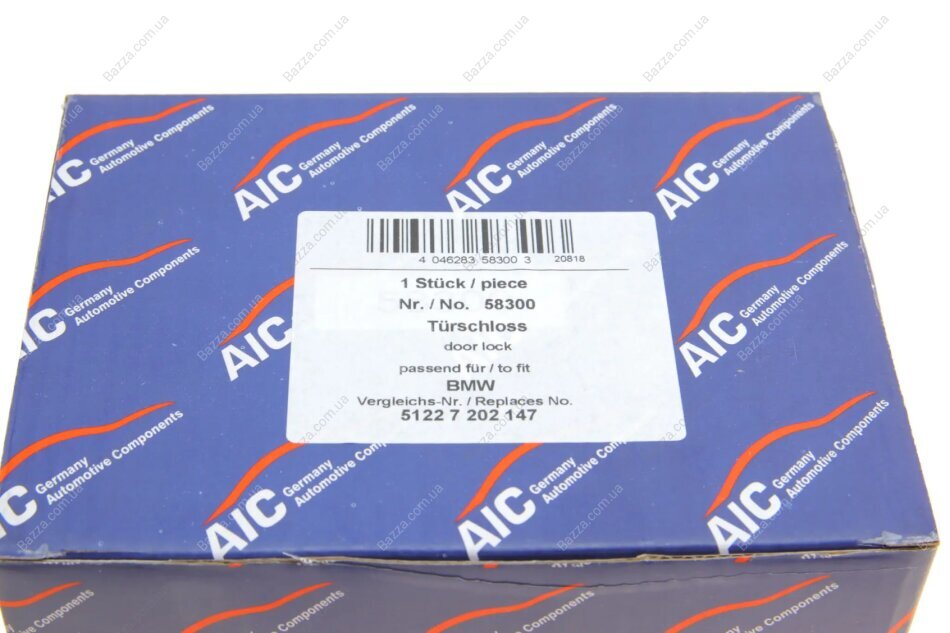 4 046283 58300 3 20818
1 Stück / piece
Nr. / No. 58300
Türschloss
door lock
passend für / to fit
BMW
Vergleichs-Nr. / Replaces No.
5122 7 202 147
AIC Germany
Automotive Components
Bazza.com.ua